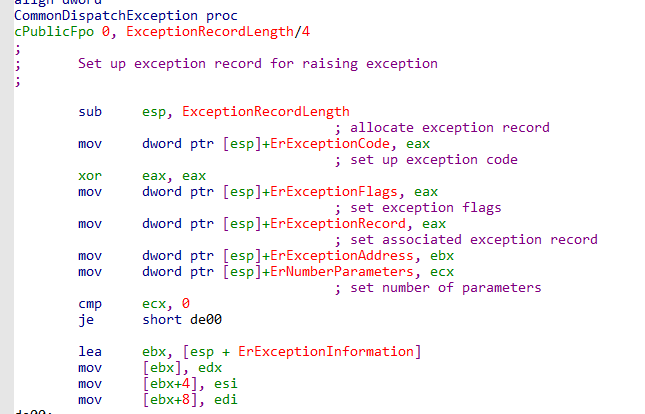 align dword
CommonDispatchException proc
cPublicFpo 0, ExceptionRecordLength/4
;
; Set up exception record for raising exception
;
sub esp, ExceptionRecordLength
; allocate exception record
mov dword ptr [esp]+ErExceptionCode, eax
; set up exception code
xor eax, eax
mov dword ptr [esp]+ErExceptionFlags, eax
; set exception flags
mov dword ptr [esp]+ErExceptionRecord, eax
; set associated exception record
mov dword ptr [esp]+ErExceptionAddress, ebx
mov dword ptr [esp]+ErNumberParameters, ecx
; set number of parameters
cmp ecx, 0
je short de00
lea ebx, [esp + ErExceptionInformation]
mov [ebx], edx
mov [ebx+4], esi
mov [ebx+8], edi
de00: